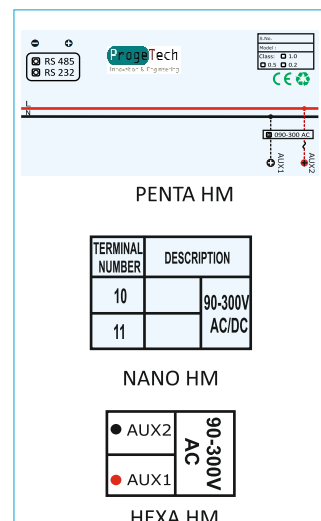 S.No.
Model :
RS 485
RS 232
ProgeTech
Innovation & Engineering
Class: 1.0
0.5 0.2
CE
L
N
090-300 AC
AUX1
AUX2
PENTA HM
TERMINAL NUMBER DESCRIPTION
10
90-300V AC/DC
11
NANO HM
AUX2
90-300V AC
AUX1
HEXA HM